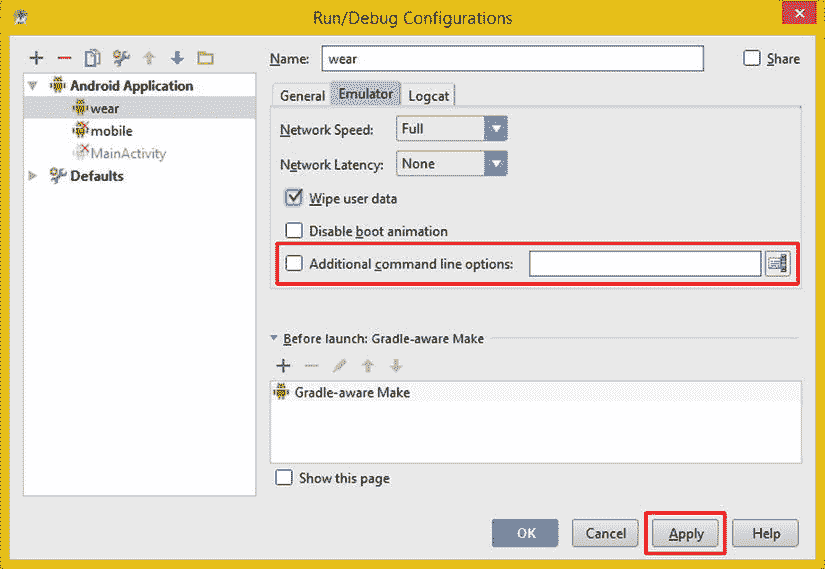 Run/Debug Configurations
Android Application
wear
mobile
MainActivity
Defaults
Name: wear
Share
General Emulator Logcat
Network Speed: Full
Network Latency: None
Wipe user data
Disable boot animation
Additional command line options:
Before launch: Gradle-aware Make
Gradle-aware Make
Show this page
OK Cancel Apply Help